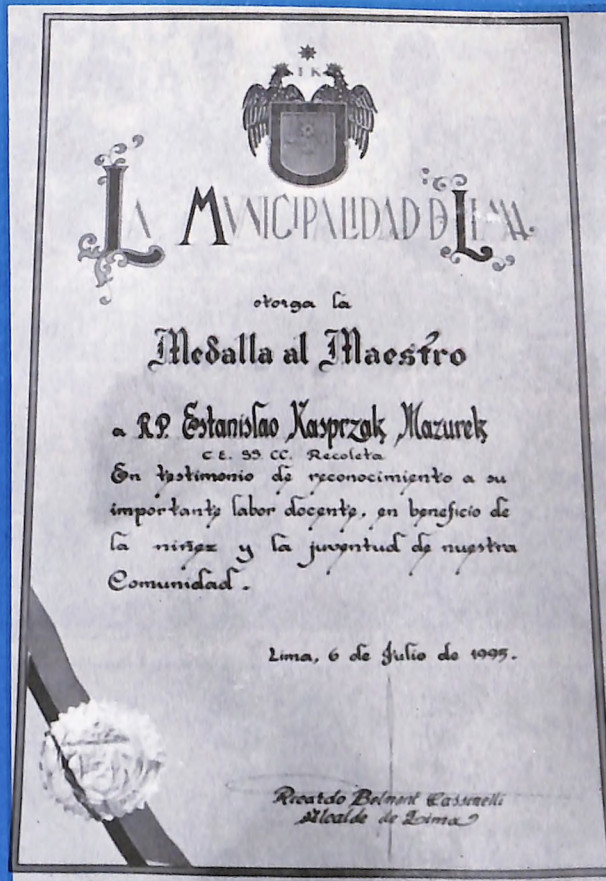 I K
LA MVNICIPALIDAD DE LIMA.
otorga la
Medalla al Maestro
a R.P. Estanislao Kasprzak Mazurek
C E. SS. CC. Recoleta
En testimonio de reconocimiento a su
importante labor docente, en beneficio de
la niñez y la juventud de nuestra
Comunidad.
Lima, 6 de Julio de 1995.
Ricardo Belmont Cassinelli
Alcalde de Lima